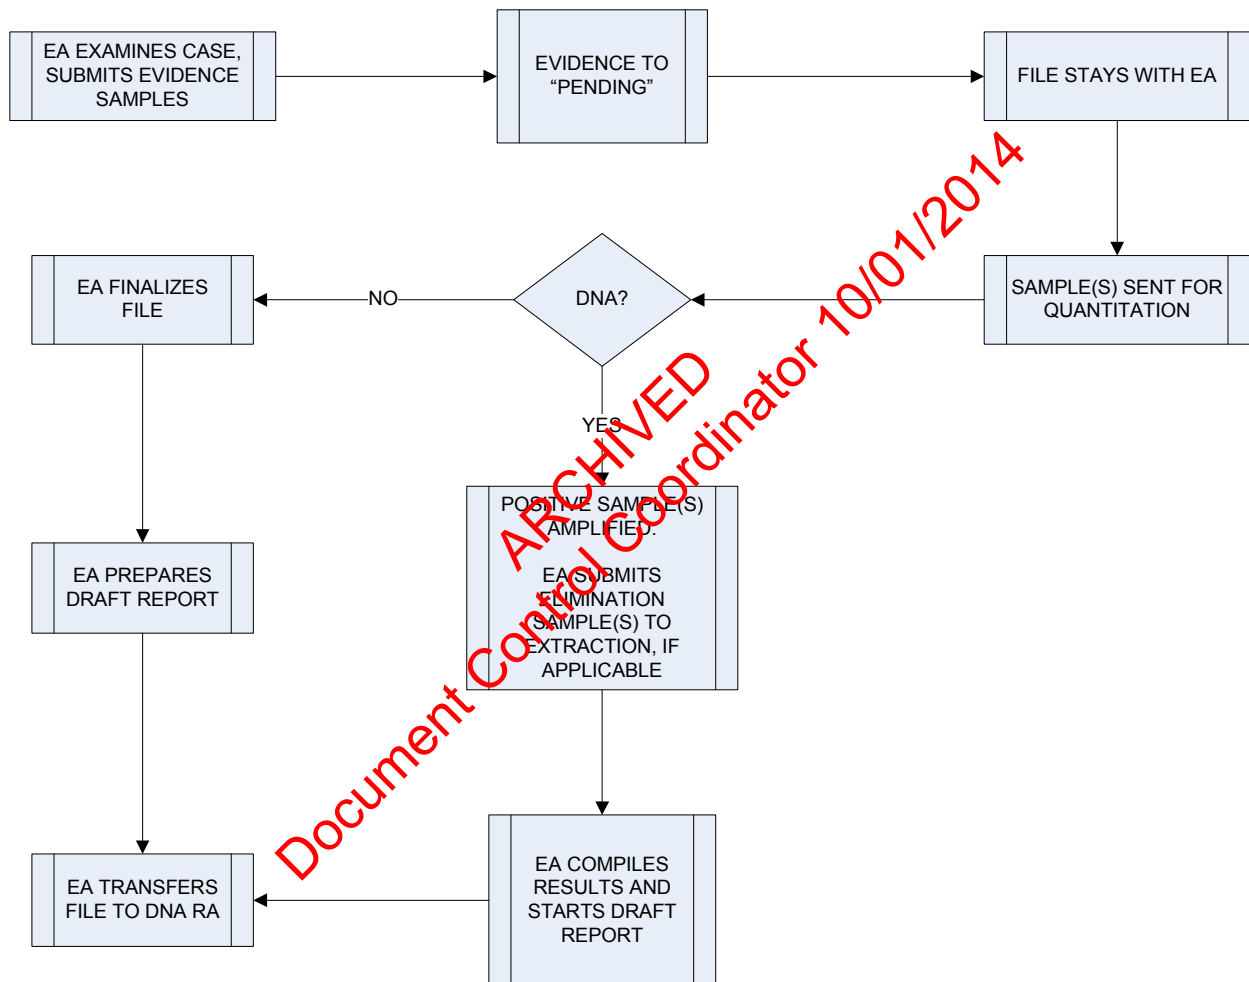 EA EXAMINES CASE,
SUBMITS EVIDENCE
SAMPLES
EVIDENCE TO
“PENDING”
FILE STAYS WITH EA
SAMPLE(S) SENT FOR
QUANTITATION
DNA?
NO
EA FINALIZES
FILE
YES
POSITIVE SAMPLE(S)
AMPLIFIED.
EA SUBMITS
ELIMINATION
SAMPLE(S) TO
EXTRACTION, IF
APPLICABLE
EA PREPARES
DRAFT REPORT
EA COMPILES
RESULTS AND
STARTS DRAFT
REPORT
EA TRANSFERS
FILE TO DNA RA
ARCHIVED
Document Control Coordinator 10/01/2014